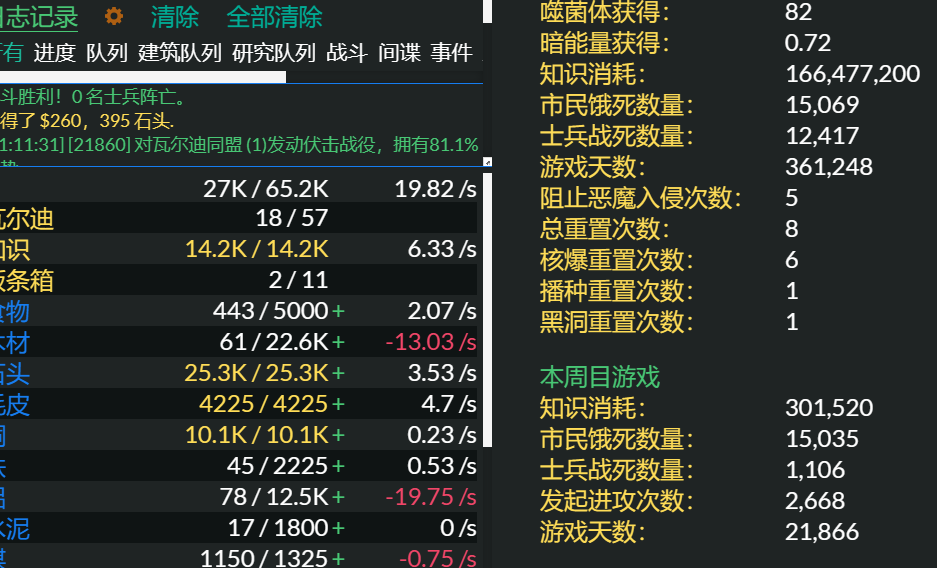 志记录 清除 全部清除
有 进度 队列 建筑队列 研究队列 战斗 间谍 事件
斗胜利！0 名士兵阵亡。
得了 $260，395 石头.
1:11:31] [21860] 对瓦尔迪同盟 (1)发动伏击战役，拥有81.1%
27K / 65.2K 19.82 /s
瓦尔迪 18 / 57
知识 14.2K / 14.2K 6.33 /s
板条箱 2 / 11
食物 443 / 5000 + 2.07 /s
木材 61 / 22.6K + -13.03 /s
石头 25.3K / 25.3K + 3.53 /s
毛皮 4225 / 4225 + 4.7 /s
10.1K / 10.1K + 0.23 /s
45 / 2225 + 0.53 /s
78 / 12.5K + -19.75 /s
水泥 17 / 1800 + 0 /s
1150 / 1325 + -0.75 /s
噬菌体获得： 82
暗能量获得： 0.72
知识消耗： 166,477,200
市民饿死数量： 15,069
士兵战死数量： 12,417
游戏天数： 361,248
阻止恶魔入侵次数： 5
总重置次数： 8
核爆重置次数： 6
播种重置次数： 1
黑洞重置次数： 1
本周目游戏
知识消耗： 301,520
市民饿死数量： 15,035
士兵战死数量： 1,106
发起进攻次数： 2,668
游戏天数： 21,866